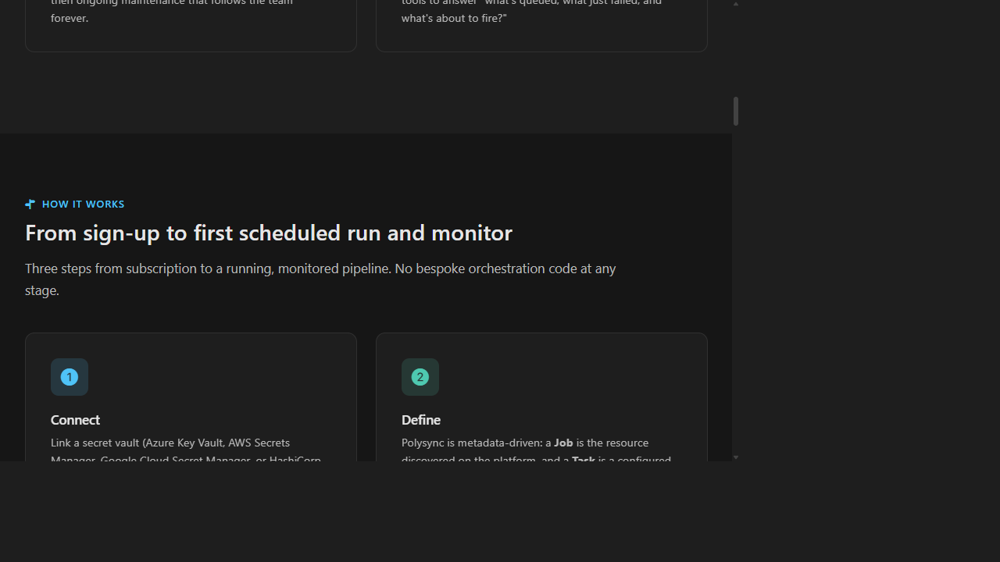 then ongoing maintenance that follows the team
forever.
tools to answer "what's queued, what just failed, and
what's about to fire?"
HOW IT WORKS
From sign-up to first scheduled run and monitor
Three steps from subscription to a running, monitored pipeline. No bespoke orchestration code at any
stage.
1
Connect
Link a secret vault (Azure Key Vault, AWS Secrets
Manager, Google Cloud Secret Manager, or HashiCorp
2
Define
Polysync is metadata-driven: a Job is the resource
discovered on the platform, and a Task is a configured